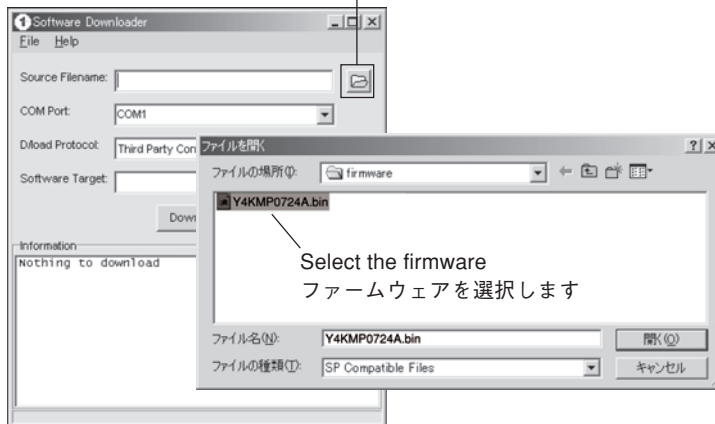 1 Software Downloader
File Help
Source Filename:
COM Port: COM1
D/load Protocol: Third Party Con
Software Target:
Down
Information
Nothing to download
ファイルを開く
ファイルの場所(I): firmware
Y4KMP0724A.bin
Select the firmware
ファームウェアを選択します
ファイル名(N): Y4KMP0724A.bin 開く(O)
ファイルの種類(T): SP Compatible Files キャンセル